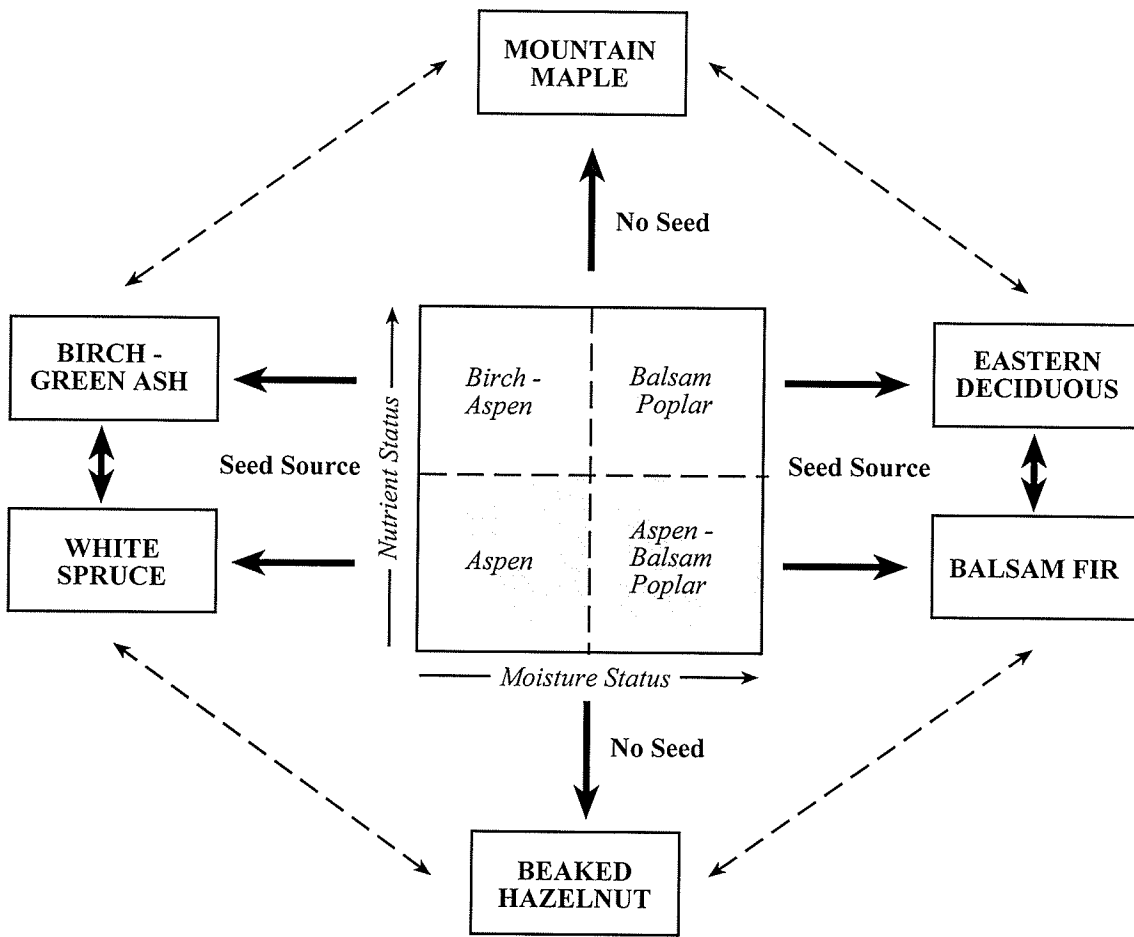 MOUNTAIN
MAPLE
No Seed
BIRCH -
GREEN ASH
Nutrient Status
Birch -
Aspen
Balsam
Poplar
EASTERN
DECIDUOUS
Seed Source
Seed Source
WHITE
SPRUCE
Aspen
Aspen -
Balsam
Poplar
BALSAM FIR
Moisture Status
No Seed
BEAKED
HAZELNUT